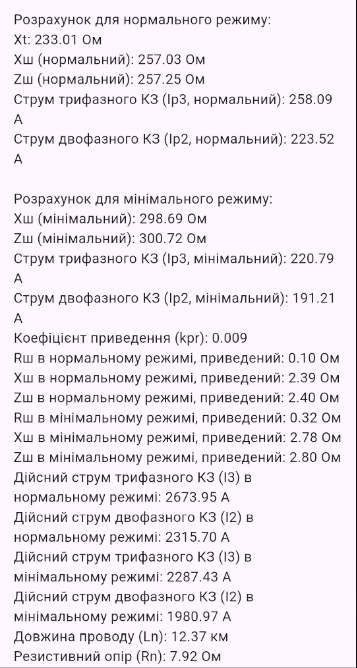 Розрахунок для нормального режиму:
Xt: 233.01 Ом
Xш (нормальний): 257.03 Ом
Zш (нормальний): 257.25 Ом
Струм трифазного КЗ (Ip3, нормальний): 258.09
А
Струм двофазного КЗ (Ip2, нормальний): 223.52
А
Розрахунок для мінімального режиму:
Xш (мінімальний): 298.69 Ом
Zш (мінімальний): 300.72 Ом
Струм трифазного КЗ (Ip3, мінімальний): 220.79
А
Струм двофазного КЗ (Ip2, мінімальний): 191.21
А
Коефіцієнт приведення (kpr): 0.009
Rш в нормальному режимі, приведений: 0.10 Ом
Xш в нормальному режимі, приведений: 2.39 Ом
Zш в нормальному режимі, приведений: 2.40 Ом
Rш в мінімальному режимі, приведений: 0.32 Ом
Xш в мінімальному режимі, приведений: 2.78 Ом
Zш в мінімальному режимі, приведений: 2.80 Ом
Дійсний струм трифазного КЗ (I3) в
нормальному режимі: 2673.95 А
Дійсний струм двофазного КЗ (I2) в
нормальному режимі: 2315.70 А
Дійсний струм трифазного КЗ (I3) в
мінімальному режимі: 2287.43 А
Дійсний струм двофазного КЗ (I2) в
мінімальному режимі: 1980.97 А
Довжина проводу (Ln): 12.37 км
Резистивний опір (Rn): 7.92 Ом